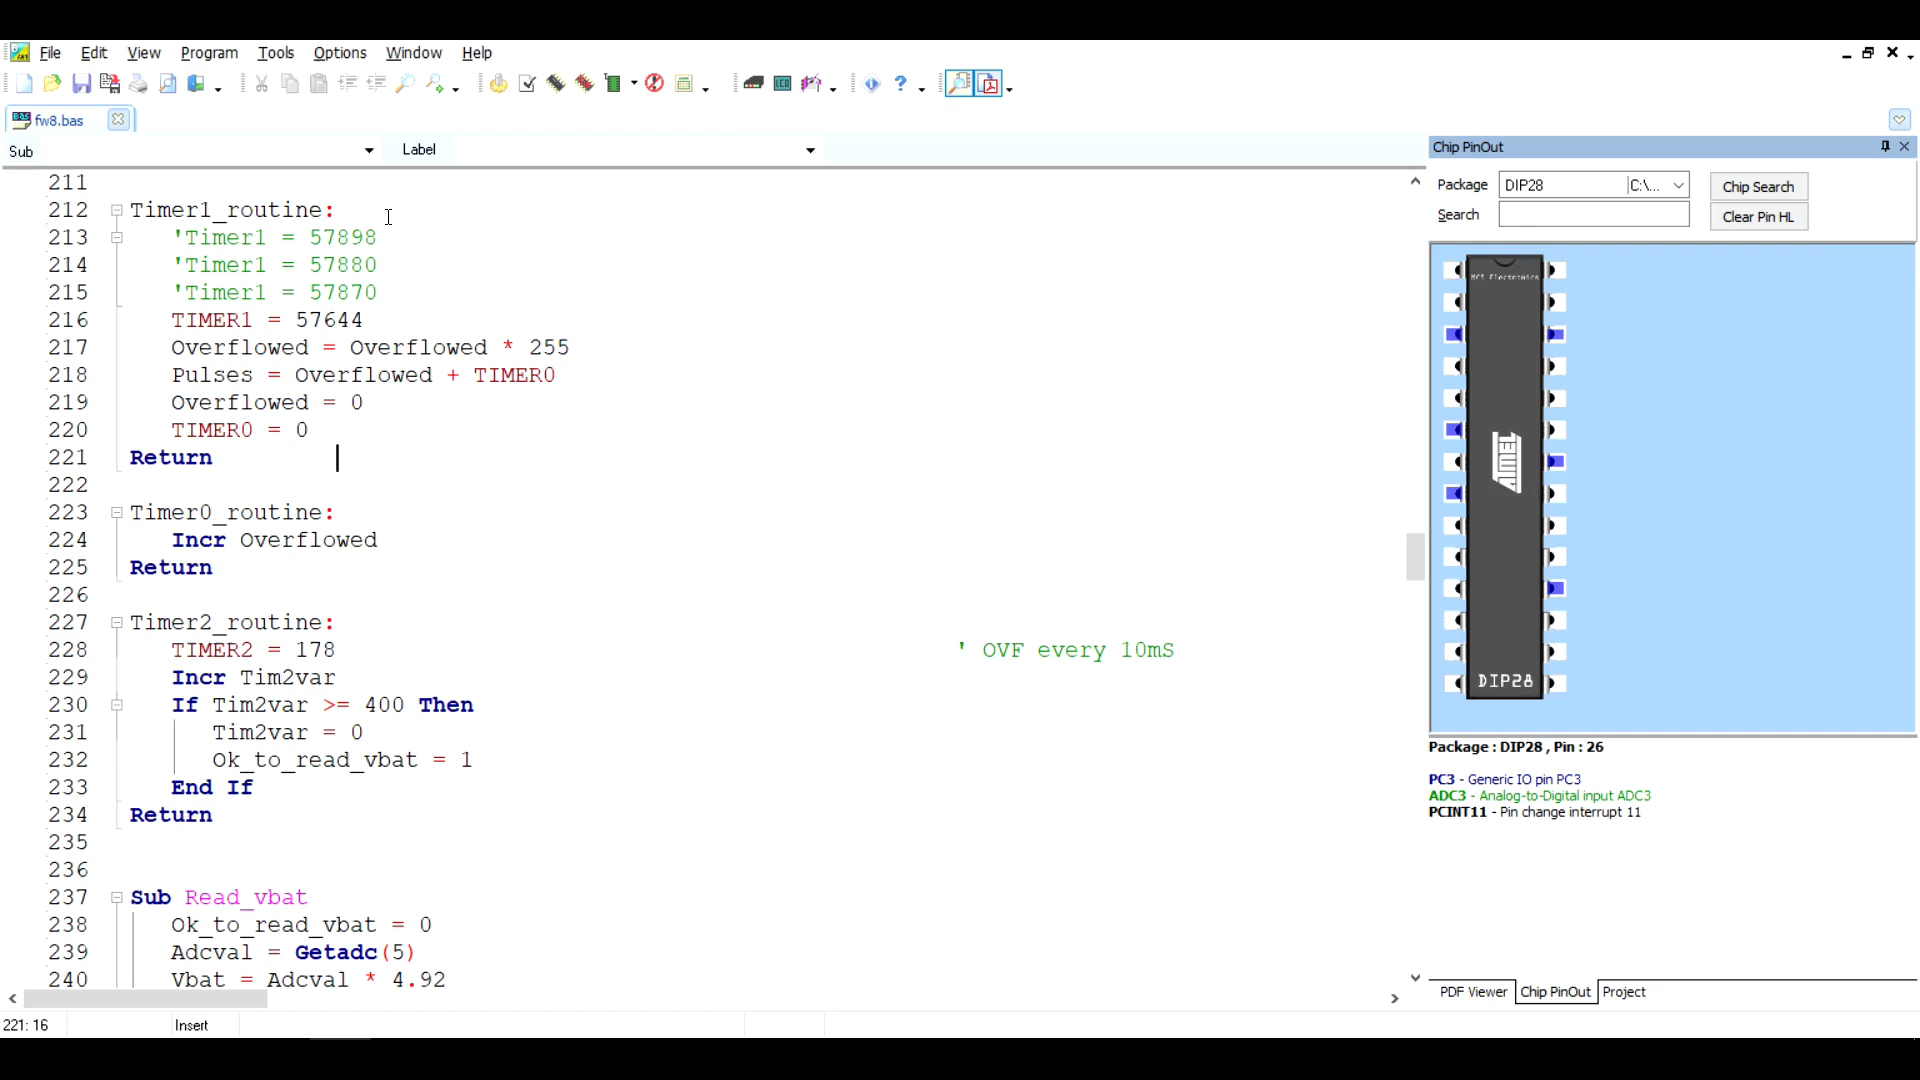 File Edit View Program Tools Options Window Help
fw8.bas
Sub Label
211
212 Timer1_routine:
213 'Timer1 = 57898
214 'Timer1 = 57880
215 'Timer1 = 57870
216 TIMER1 = 57644
217 Overflowed = Overflowed * 255
218 Pulses = Overflowed + TIMER0
219 Overflowed = 0
220 TIMER0 = 0
221 Return
222
223 Timer0_routine:
224 Incr Overflowed
225 Return
226
227 Timer2_routine:
228 TIMER2 = 178 ' OVF every 10mS
229 Incr Tim2var
230 If Tim2var >= 400 Then
231 Tim2var = 0
232 Ok_to_read_vbat = 1
233 End If
234 Return
235
236
237 Sub Read_vbat
238 Ok_to_read_vbat = 0
239 Adcval = Getadc(5)
240 Vbat = Adcval * 4.92
221: 16 Insert
Chip PinOut
Package DIP28 C:\... Chip Search
Search Clear Pin HL
MCS Electronics
ATMEL
DIP28
Package : DIP28 , Pin : 26
PC3 - Generic IO pin PC3
ADC3 - Analog-to-Digital input ADC3
PCINT11 - Pin change interrupt 11
PDF Viewer Chip PinOut Project